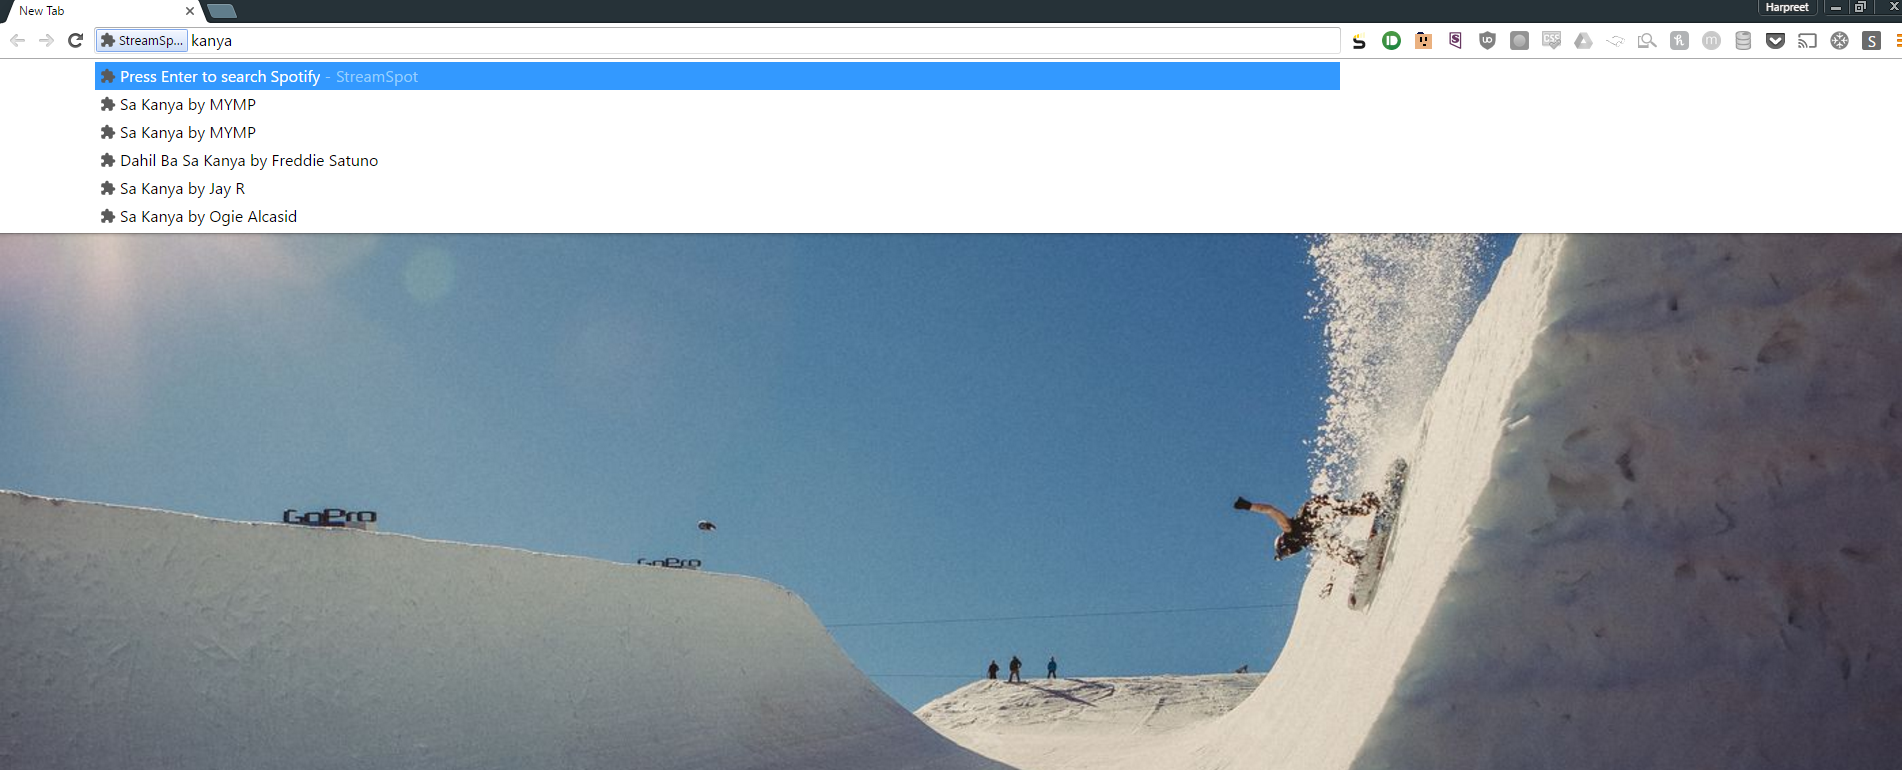 New Tab
Harpreet
StreamSp... kanya
Press Enter to search Spotify - StreamSpot
Sa Kanya by MYMP
Sa Kanya by MYMP
Dahil Ba Sa Kanya by Freddie Satuno
Sa Kanya by Jay R
Sa Kanya by Ogie Alcasid
GoPro
GoPro